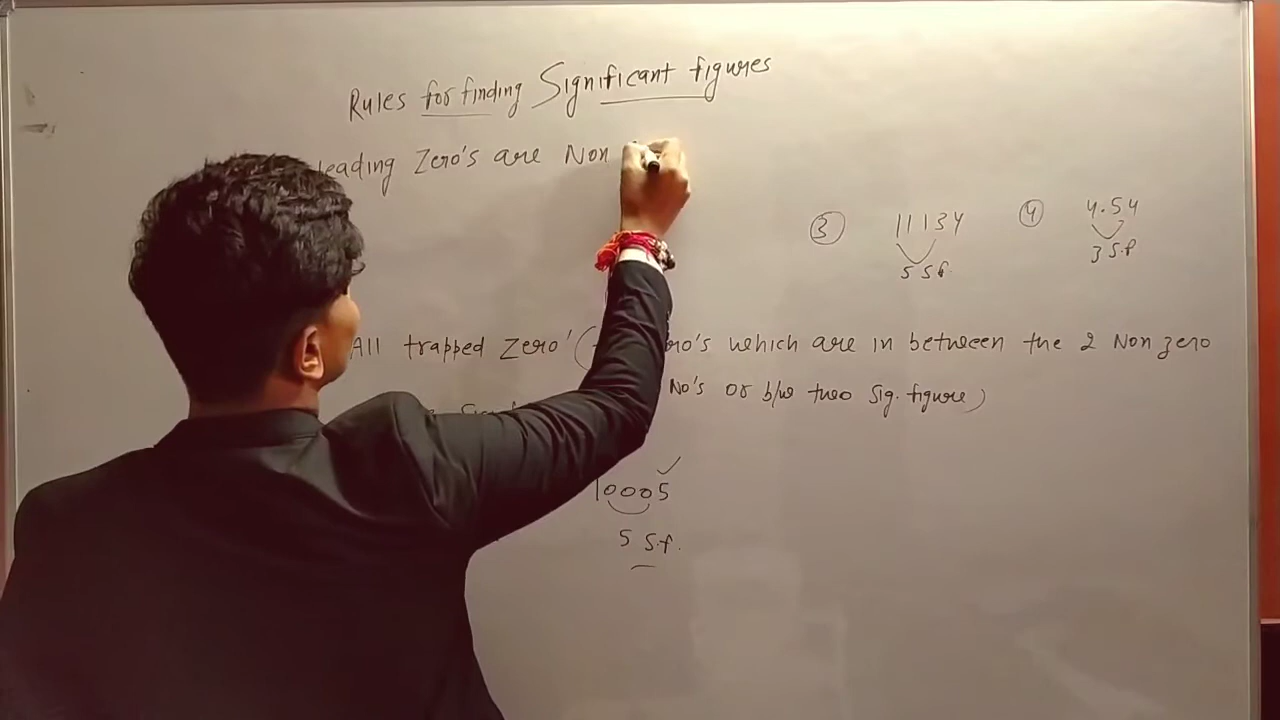 Rules for finding Significant figures
leading Zero's are Non
③ 11134 ④ 4.54
5 S.f. 3 S.f
All trapped Zero' ( which are in between the 2 Non zero
No's or b/w two Sig. figure)
10005 ✓
5 S.f.